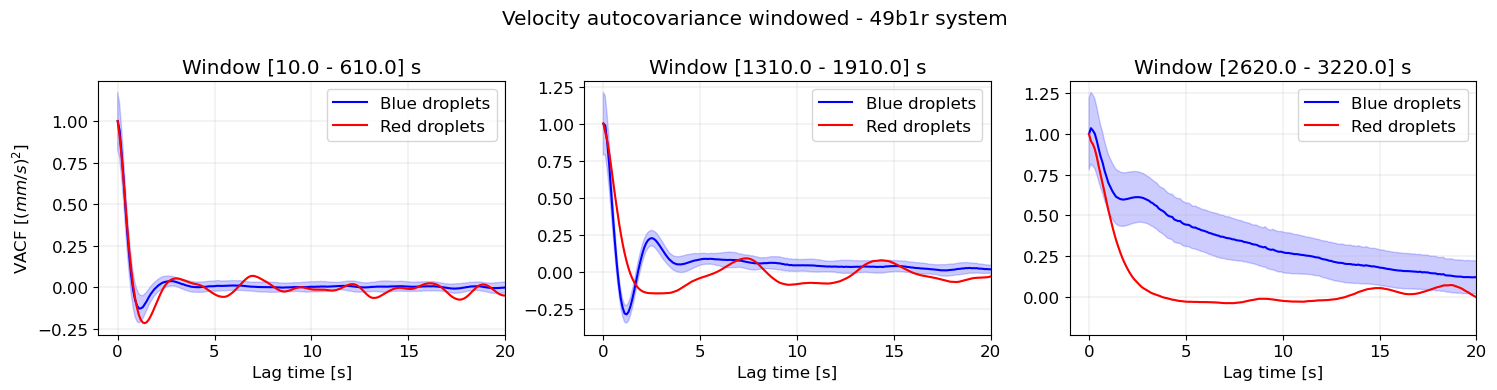 Velocity autocovariance windowed - 49b1r system
Window [10.0 - 610.0] s
VACF [(mm/s)²]
1.00
0.75
0.50
0.25
0.00
−0.25
Blue droplets
Red droplets
0 5 10 15 20
Lag time [s]
Window [1310.0 - 1910.0] s
1.25
1.00
0.75
0.50
0.25
0.00
−0.25
Blue droplets
Red droplets
0 5 10 15 20
Lag time [s]
Window [2620.0 - 3220.0] s
1.25
1.00
0.75
0.50
0.25
0.00
Blue droplets
Red droplets
0 5 10 15 20
Lag time [s]